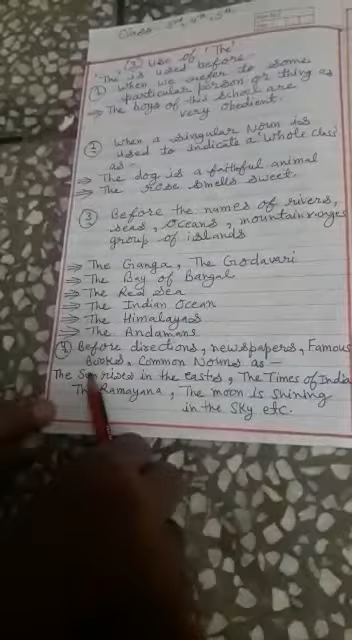 Class - 3rd, 4th, 5th
(3) Use of 'The'
'The' is used before -
① When we refer to some
particular person or thing as
⇒ The boys of this school are
very obedient.
② When a singular Noun is
used to indicate a whole class
as -
⇒ The dog is a faithful animal
⇒ The rose smells sweet.
③ Before the names of rivers,
seas, oceans, mountain ranges
group of islands
⇒ The Ganga, The Godavari
⇒ The Bay of Bangal
⇒ The Red Sea
⇒ The Indian Ocean
⇒ The Himalayas
⇒ The Andamans
④ Before directions, newspapers, Famous
Books, Common Nouns as -
The Sun rises in the east, The Times of India
The Ramayana, The moon is shining
in the sky etc.